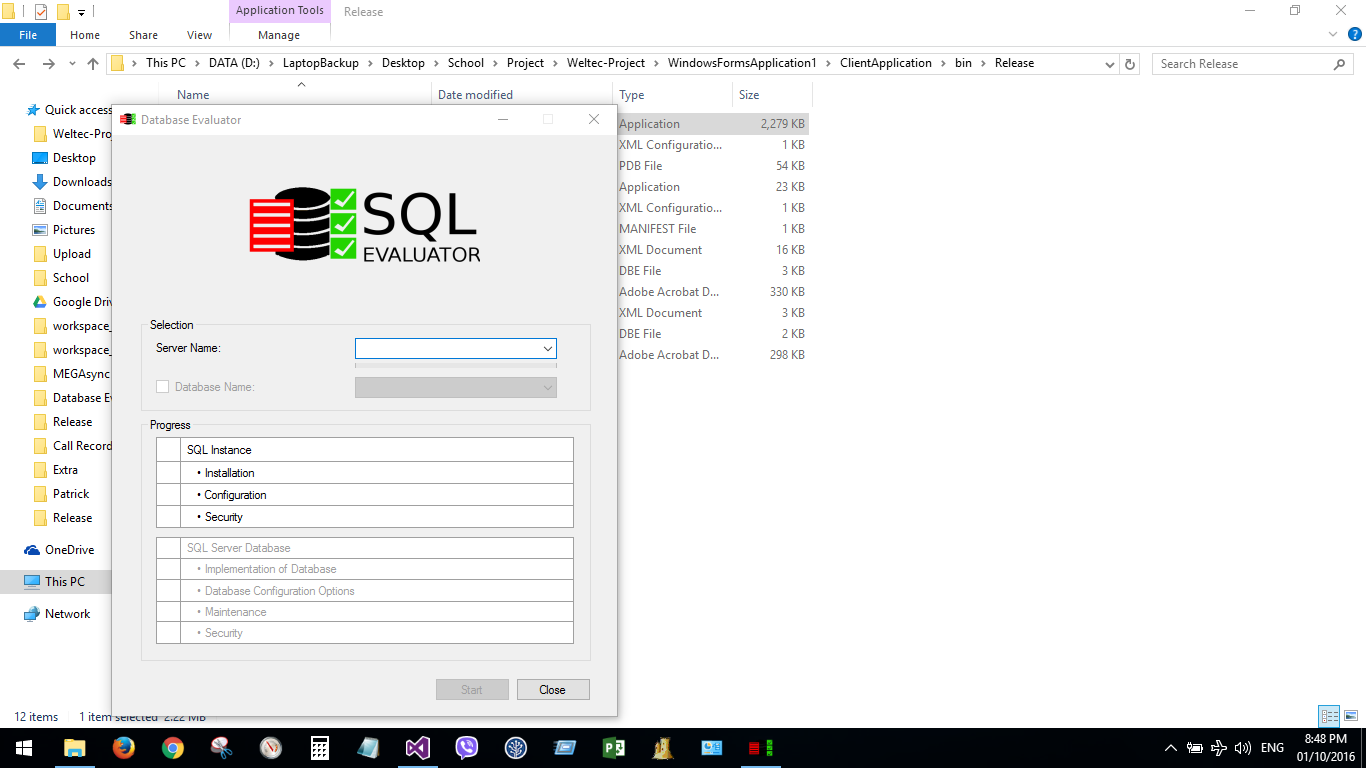 Application Tools
Release
File
Home
Share
View
Manage
This PC
DATA (D:)
LaptopBackup
Desktop
School
Project
Weltec-Project
WindowsFormsApplication1
ClientApplication
bin
Release
Search Release
Name
Date modified
Type
Size
Quick access
Weltec-Pro
Desktop
Downloads
Documents
Pictures
Upload
School
Google Driv
workspace_
workspace_
MEGAsync
Database Ev
Release
Call Record
Extra
Patrick
Release
OneDrive
This PC
Network
Application 2,279 KB
XML Configuratio... 1 KB
PDB File 54 KB
Application 23 KB
XML Configuratio... 1 KB
MANIFEST File 1 KB
XML Document 16 KB
DBE File 3 KB
Adobe Acrobat D... 330 KB
XML Document 3 KB
DBE File 2 KB
Adobe Acrobat D... 298 KB
Database Evaluator
SQL
EVALUATOR
Selection
Server Name:
Database Name:
Progress
SQL Instance
• Installation
• Configuration
• Security
SQL Server Database
• Implementation of Database
• Database Configuration Options
• Maintenance
• Security
Start
Close
12 items
1 item selected 2.22 MB
ENG
8:48 PM
01/10/2016